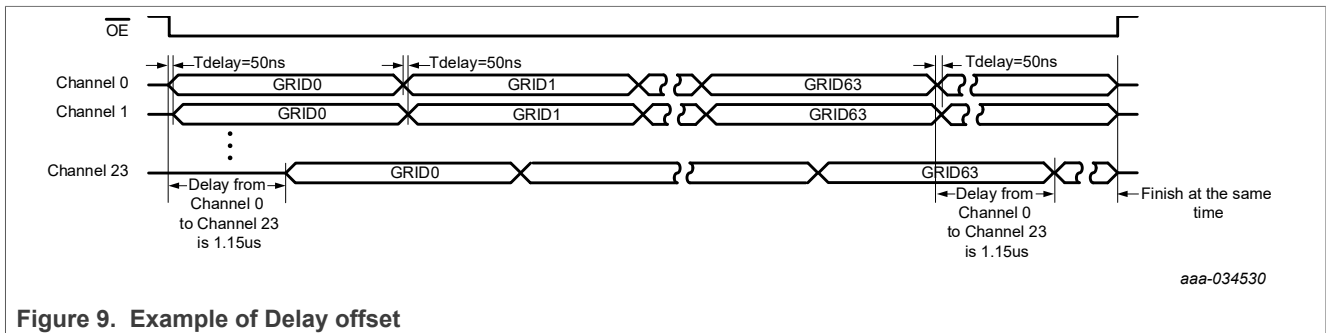 OE
Tdelay=50ns Tdelay=50ns Tdelay=50ns
Channel 0 GRID0 GRID1 GRID63
Channel 1 GRID0 GRID1 GRID63
Channel 23 GRID0 GRID63
Delay from
Channel 0
to Channel 23
is 1.15us
Delay from
Channel 0
to Channel 23
is 1.15us
Finish at the same
time
aaa-034530
Figure 9. Example of Delay offset